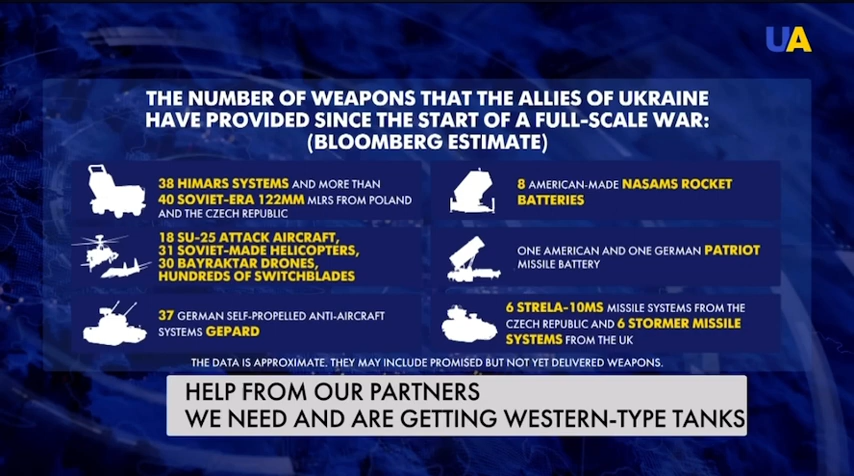 UA
THE NUMBER OF WEAPONS THAT THE ALLIES OF UKRAINE
HAVE PROVIDED SINCE THE START OF A FULL-SCALE WAR:
(BLOOMBERG ESTIMATE)
38 HIMARS SYSTEMS AND MORE THAN
40 SOVIET-ERA 122MM MLRS FROM POLAND
AND THE CZECH REPUBLIC
18 SU-25 ATTACK AIRCRAFT,
31 SOVIET-MADE HELICOPTERS,
30 BAYRAKTAR DRONES,
HUNDREDS OF SWITCHBLADES
37 GERMAN SELF-PROPELLED ANTI-AIRCRAFT
SYSTEMS GEPARD
8 AMERICAN-MADE NASAMS ROCKET
BATTERIES
ONE AMERICAN AND ONE GERMAN PATRIOT
MISSILE BATTERY
6 STRELA-10MS MISSILE SYSTEMS FROM THE
CZECH REPUBLIC AND 6 STORMER MISSILE
SYSTEMS FROM THE UK
THE DATA IS APPROXIMATE. THEY MAY INCLUDE PROMISED BUT NOT YET DELIVERED WEAPONS.
HELP FROM OUR PARTNERS
WE NEED AND ARE GETTING WESTERN-TYPE TANKS